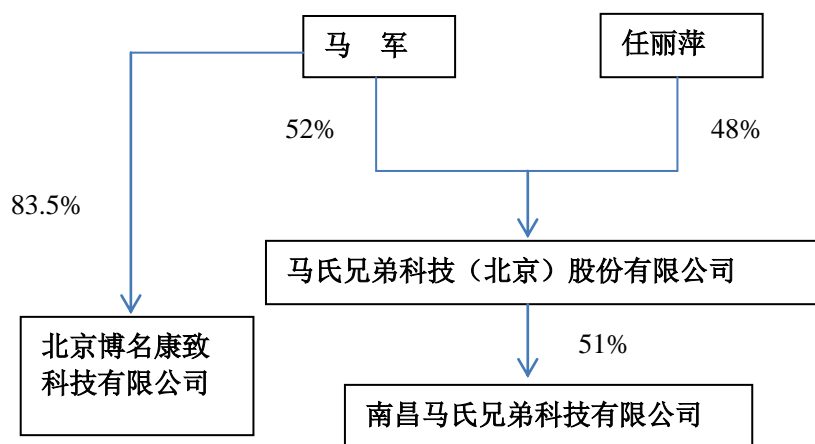 马 军
任丽萍
52%
48%
83.5%
马氏兄弟科技（北京）股份有限公司
北京博名康致
科技有限公司
51%
南昌马氏兄弟科技有限公司